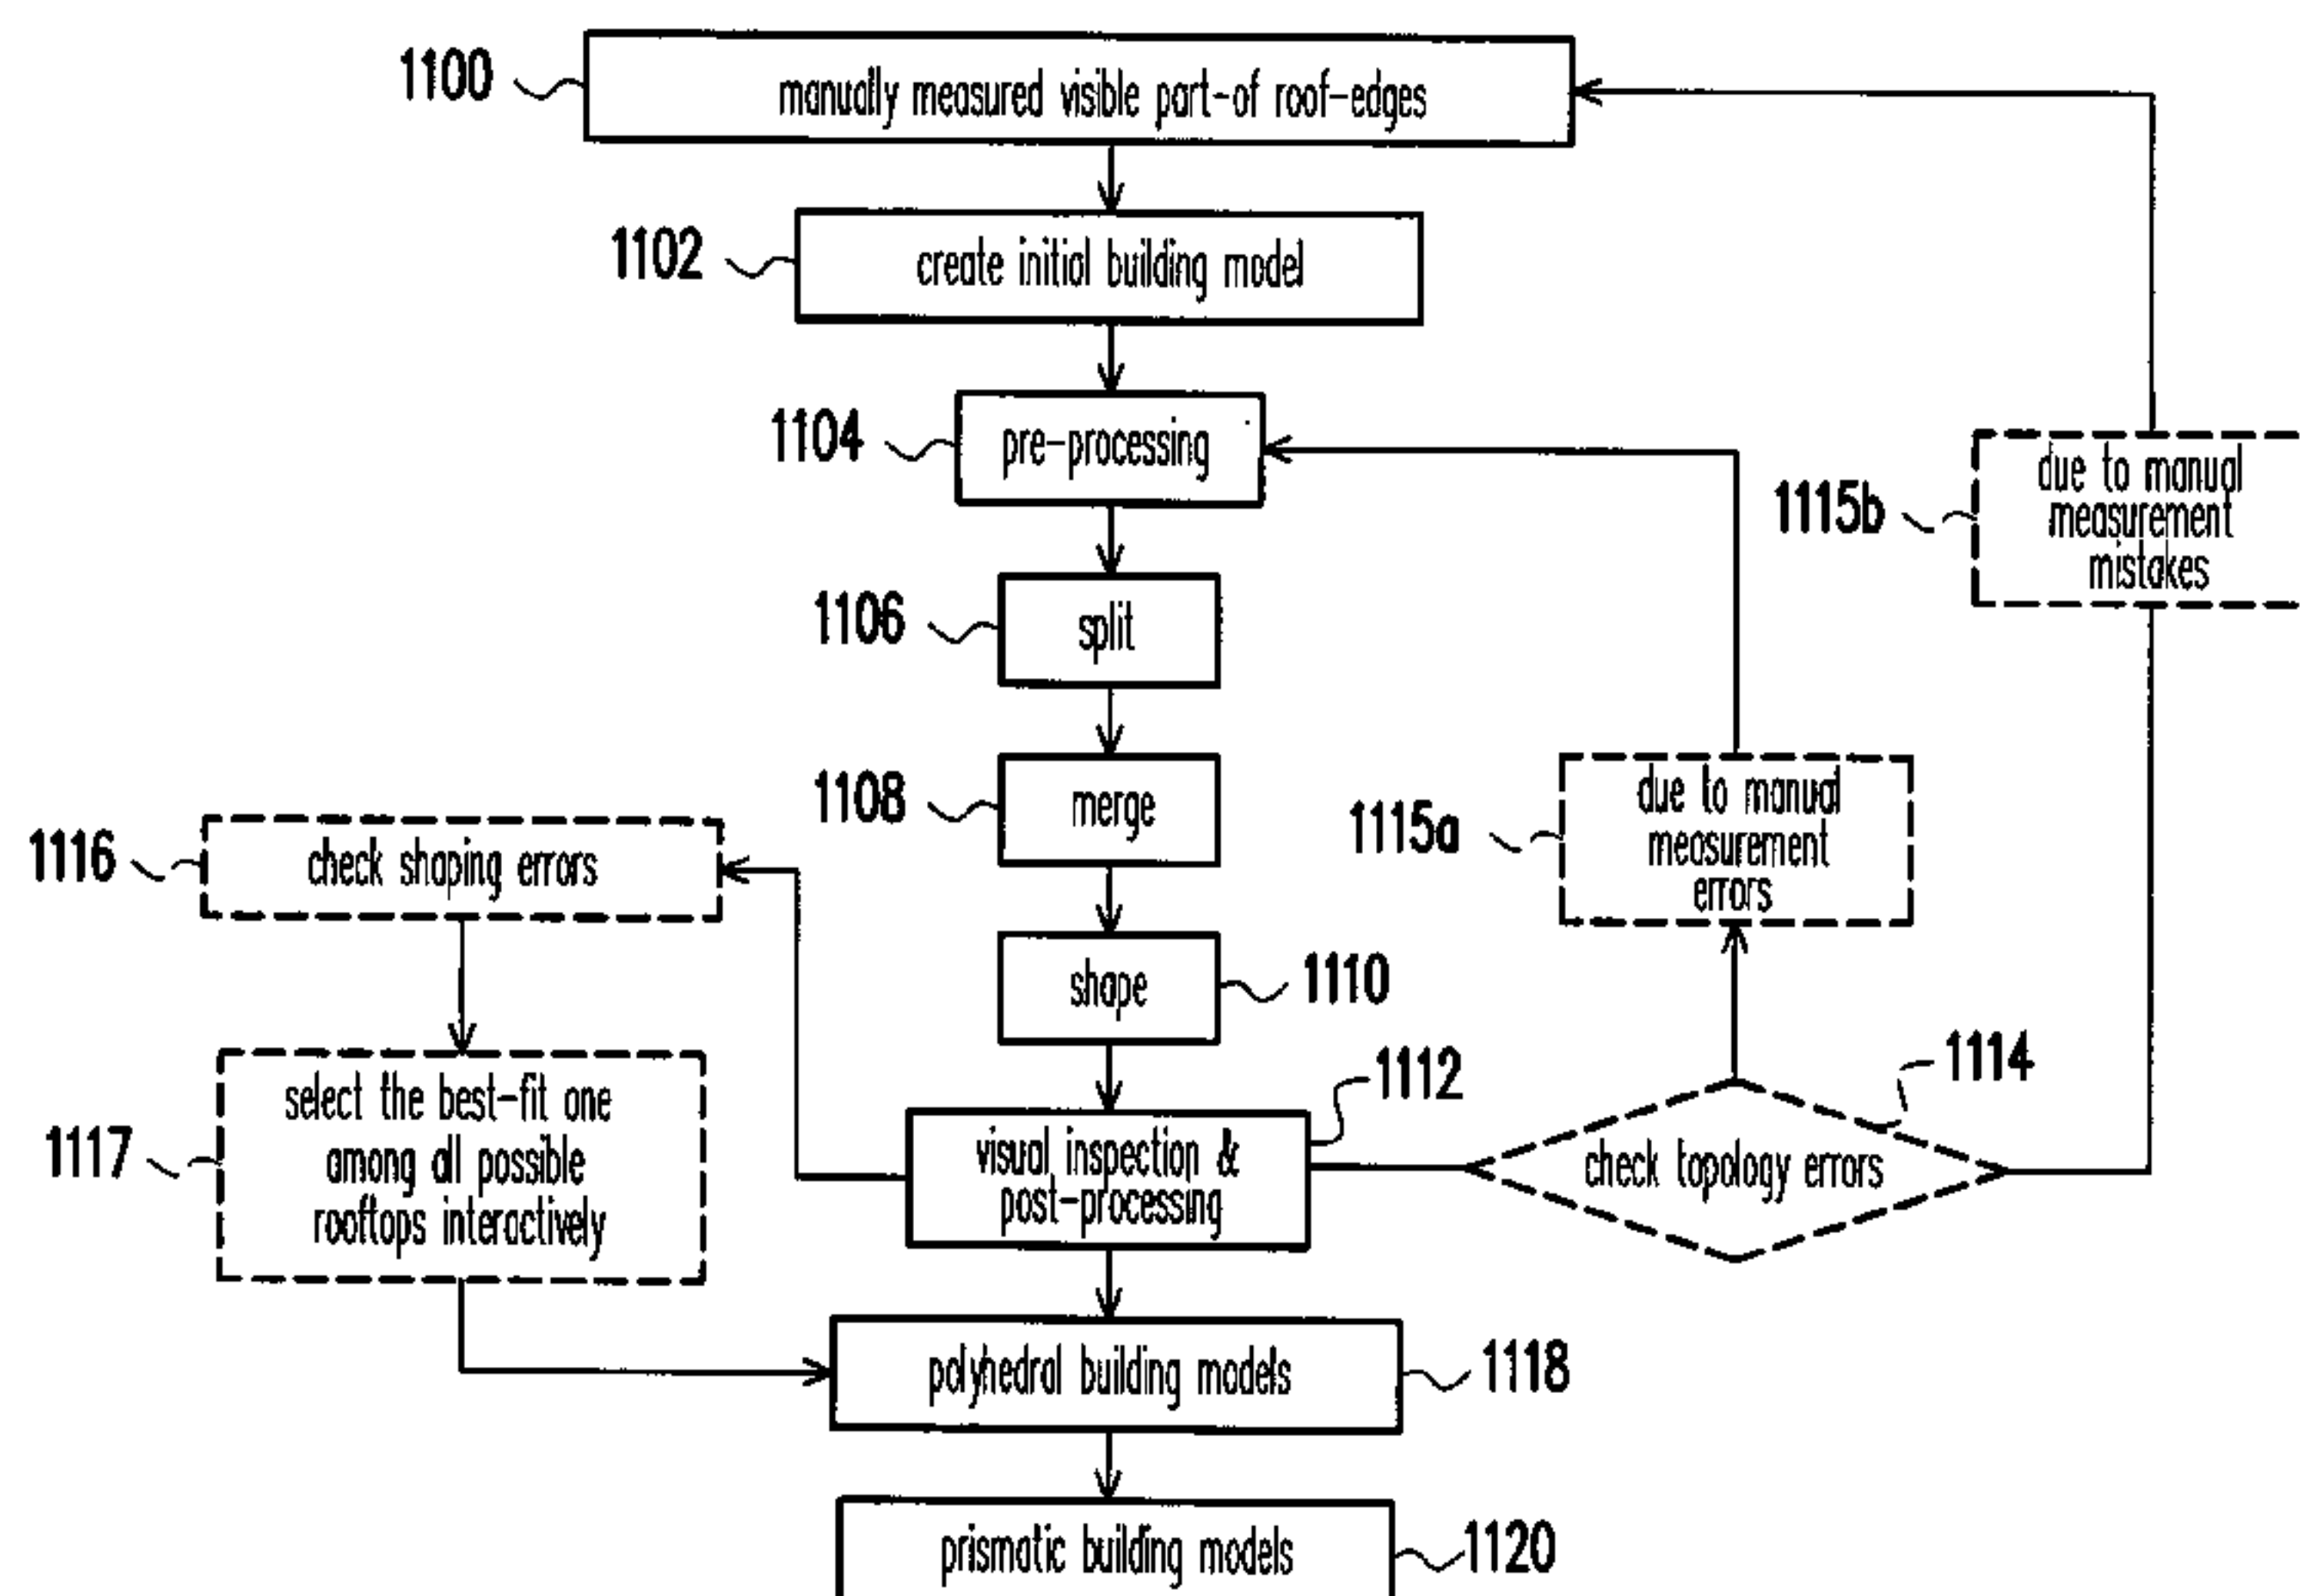 1100
manually measured visible part-of roof-edges
1102
create initial building model
1104
pre-processing
1115b
due to manual
measurement
mistakes
1106
split
1108
merge
1115a
due to manual
measurement
errors
1116
check shaping errors
shape
1110
1117
select the best-fit one
among all possible
rooftops interactively
1112
visual inspection &
post-processing
1114
check topology errors
polyhedral building models
1118
prismatic building models
1120